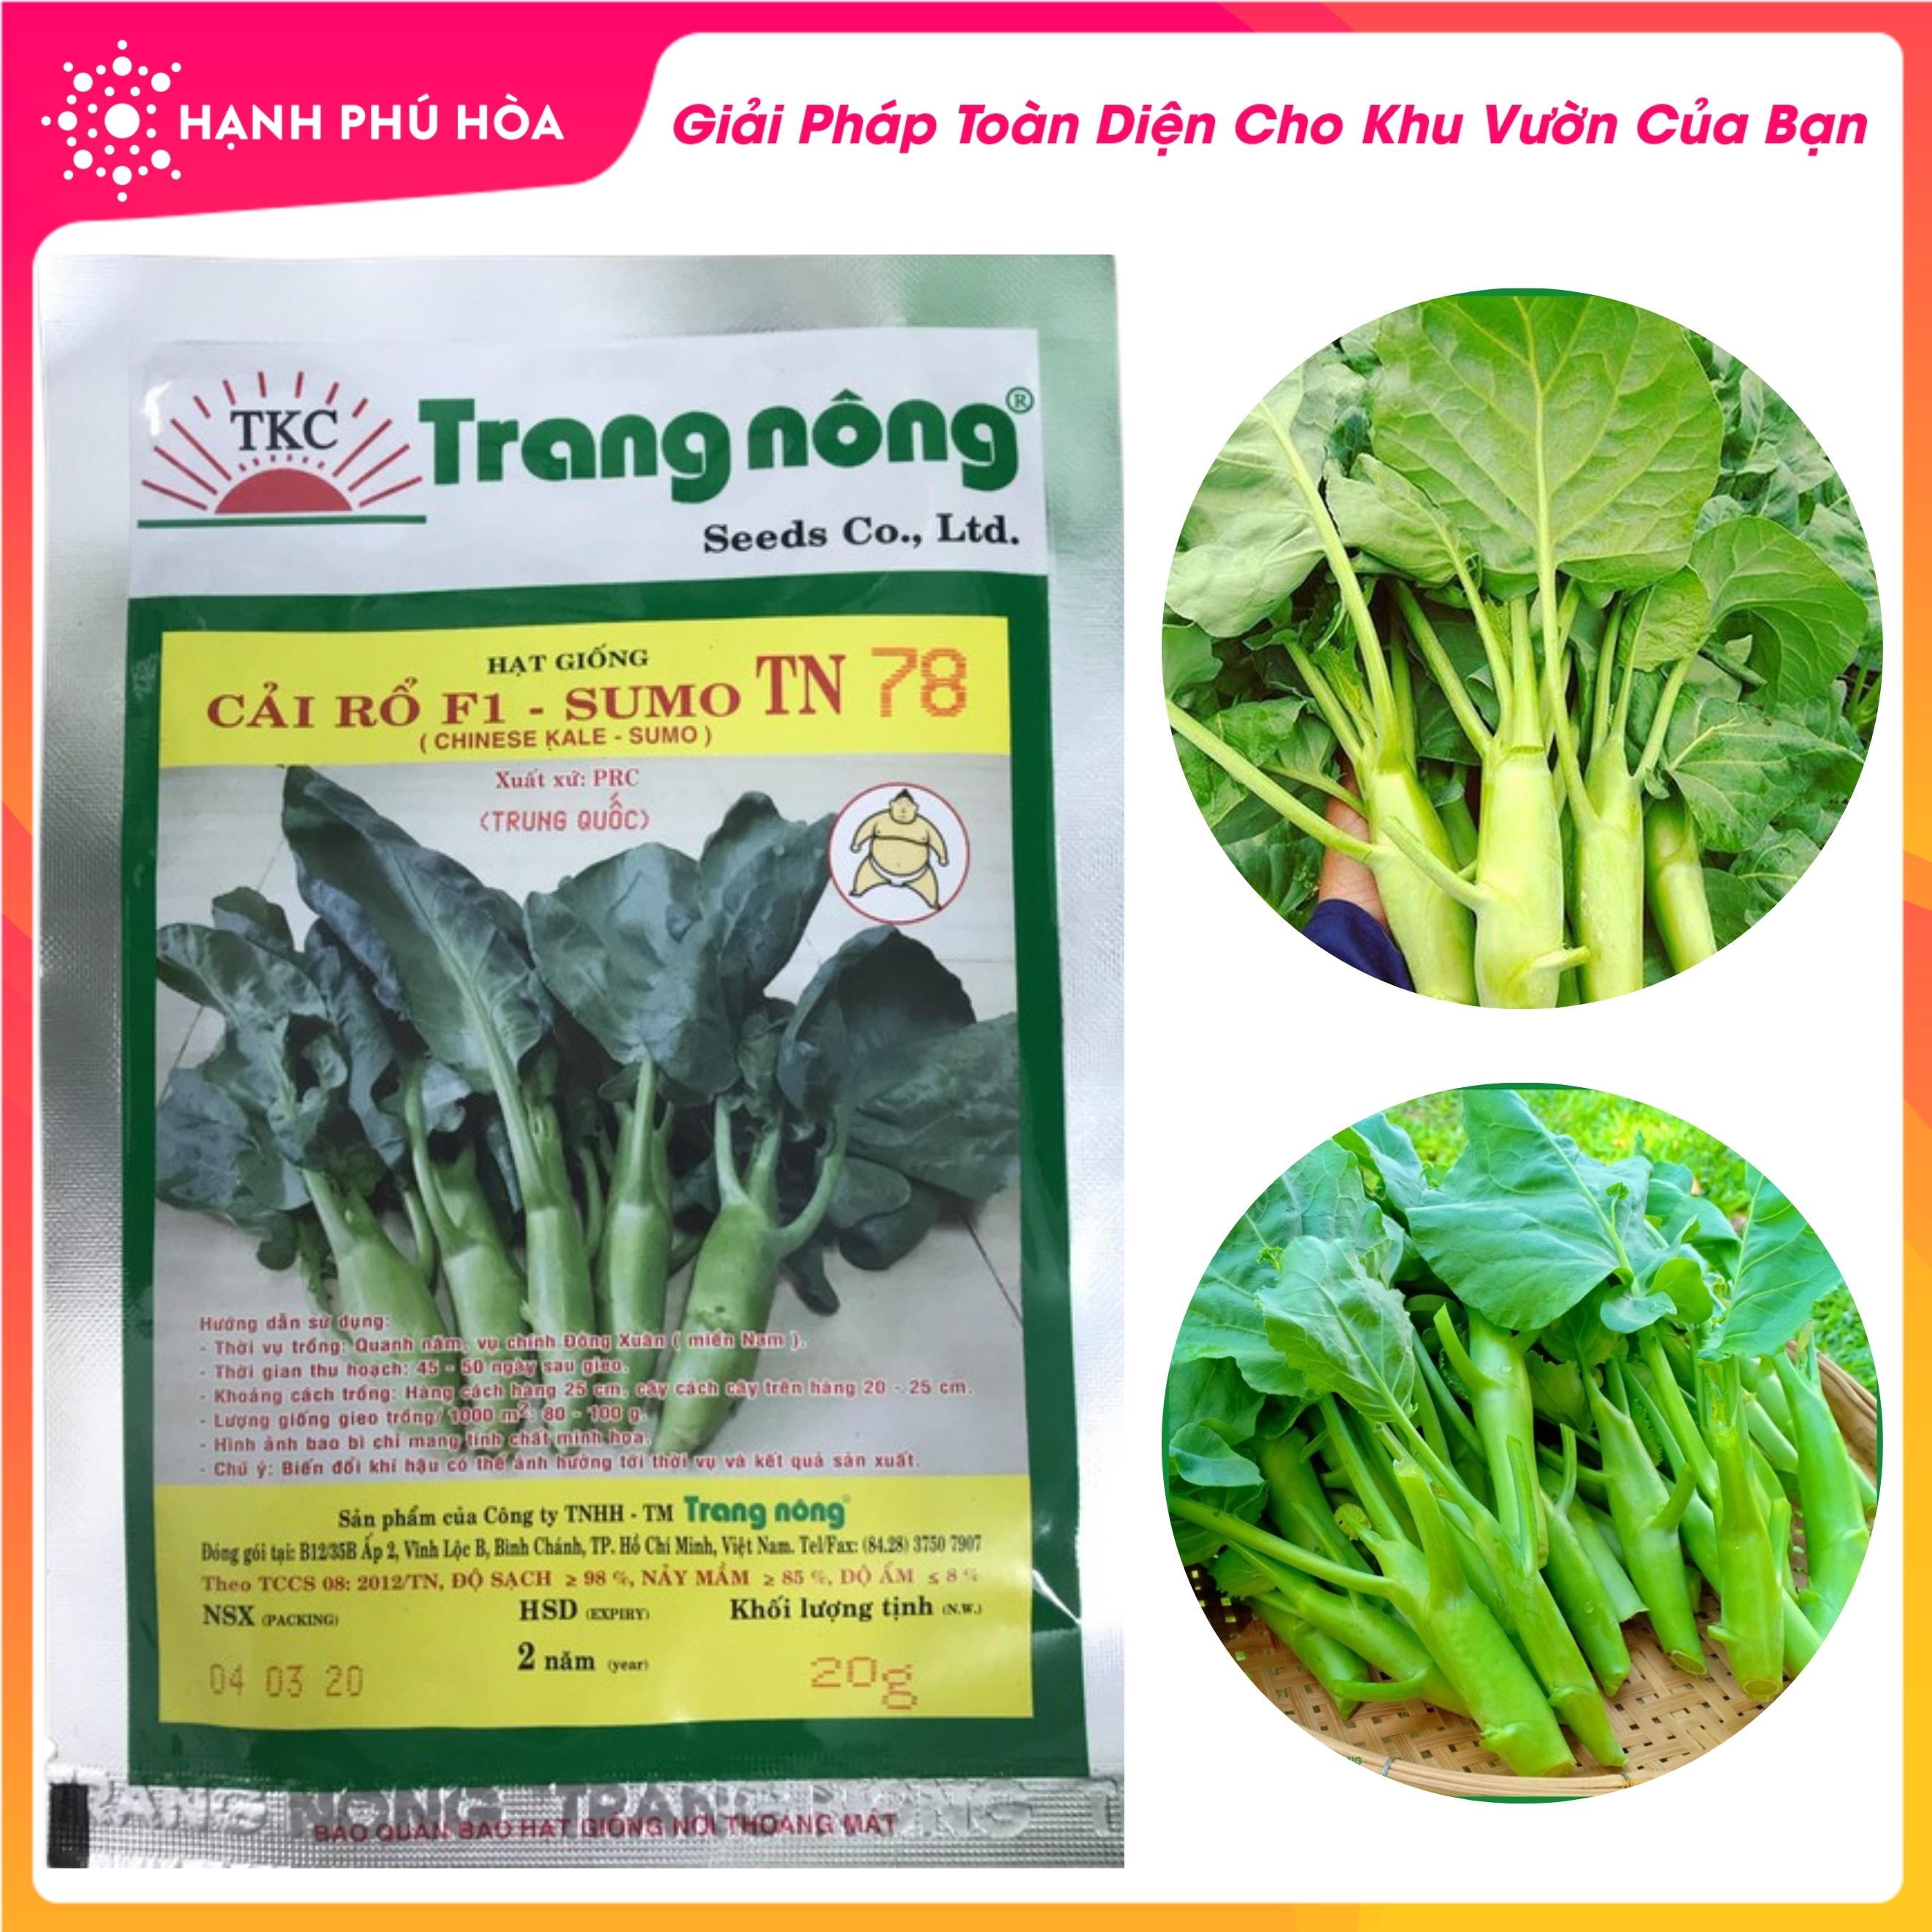 HẠNH PHÚ HÒA
Giải Pháp Toàn Diện Cho Khu Vườn Của Bạn
TKC
Trang nông®
Seeds Co., Ltd.
HẠT GIỐNG
CẢI RỔ F1 - SUMO TN 78
( CHINESE KALE - SUMO )
Xuất xứ: PRC
(TRUNG QUỐC)
Hướng dẫn sử dụng:
- Thời vụ trồng: Quanh năm, vụ chính Đông Xuân ( miền Nam ).
- Thời gian thu hoạch: 45 - 50 ngày sau gieo.
- Khoảng cách trồng: Hàng cách hàng 25 cm, cây cách cây trên hàng 20 - 25 cm.
- Lượng giống gieo trồng/ 1000 m²: 80 - 100 g.
- Hình ảnh bao bì chỉ mang tính chất minh họa.
- Chú ý: Biến đổi khí hậu có thể ảnh hưởng tới thời vụ và kết quả sản xuất.
Sản phẩm của Công ty TNHH - TM Trang nông®
Đóng gói tại: B12/35B Ấp 2, Vĩnh Lộc B, Bình Chánh, TP. Hồ Chí Minh, Việt Nam. Tel/Fax: (84.28) 3750 7907
Theo TCCS 08: 2012/TN, ĐỘ SẠCH ≥ 98 %, NẢY MẦM ≥ 85 %, ĐỘ ẨM ≤ 8 %
NSX (PACKING) HSD (EXPIRY) Khối lượng tịnh (N.W.)
04 03 20 2 năm (year) 20g
RANG NONG TRANG NONG T
BẢO QUẢN BAO HẠT GIỐNG NƠI THOÁNG MÁT